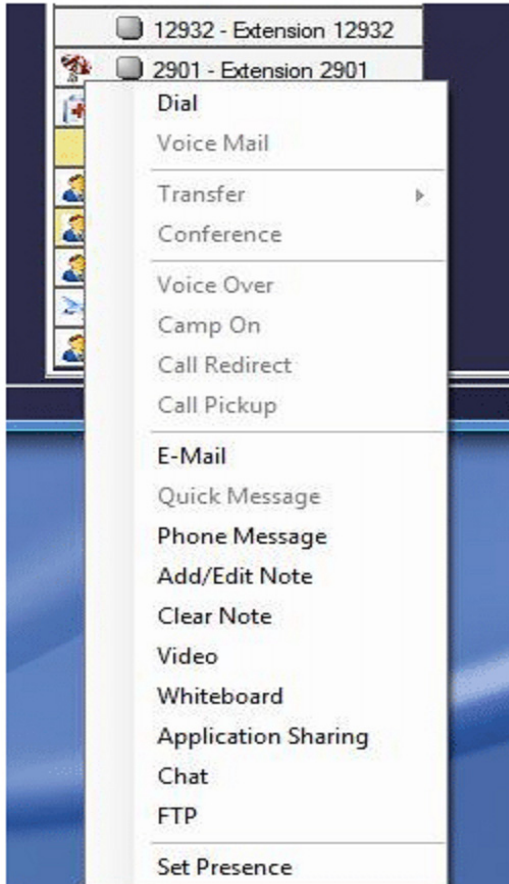 12932 - Extension 12932
2901 - Extension 2901
Dial
Voice Mail
Transfer
Conference
Voice Over
Camp On
Call Redirect
Call Pickup
E-Mail
Quick Message
Phone Message
Add/Edit Note
Clear Note
Video
Whiteboard
Application Sharing
Chat
FTP
Set Presence